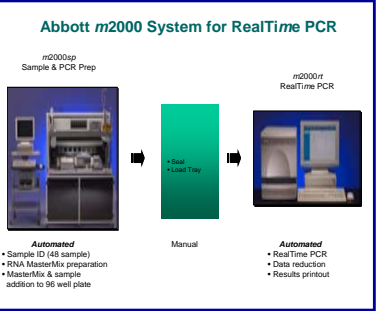 Abbott m2000 System for RealTime PCR
m2000sp
Sample & PCR Prep
m2000rt
RealTime PCR
• Seal
• Load Tray
Automated
• Sample ID (48 sample)
• RNA MasterMix preparation
• MasterMix & sample
addition to 96 well plate
Manual
Automated
• RealTime PCR
• Data reduction
• Results printout